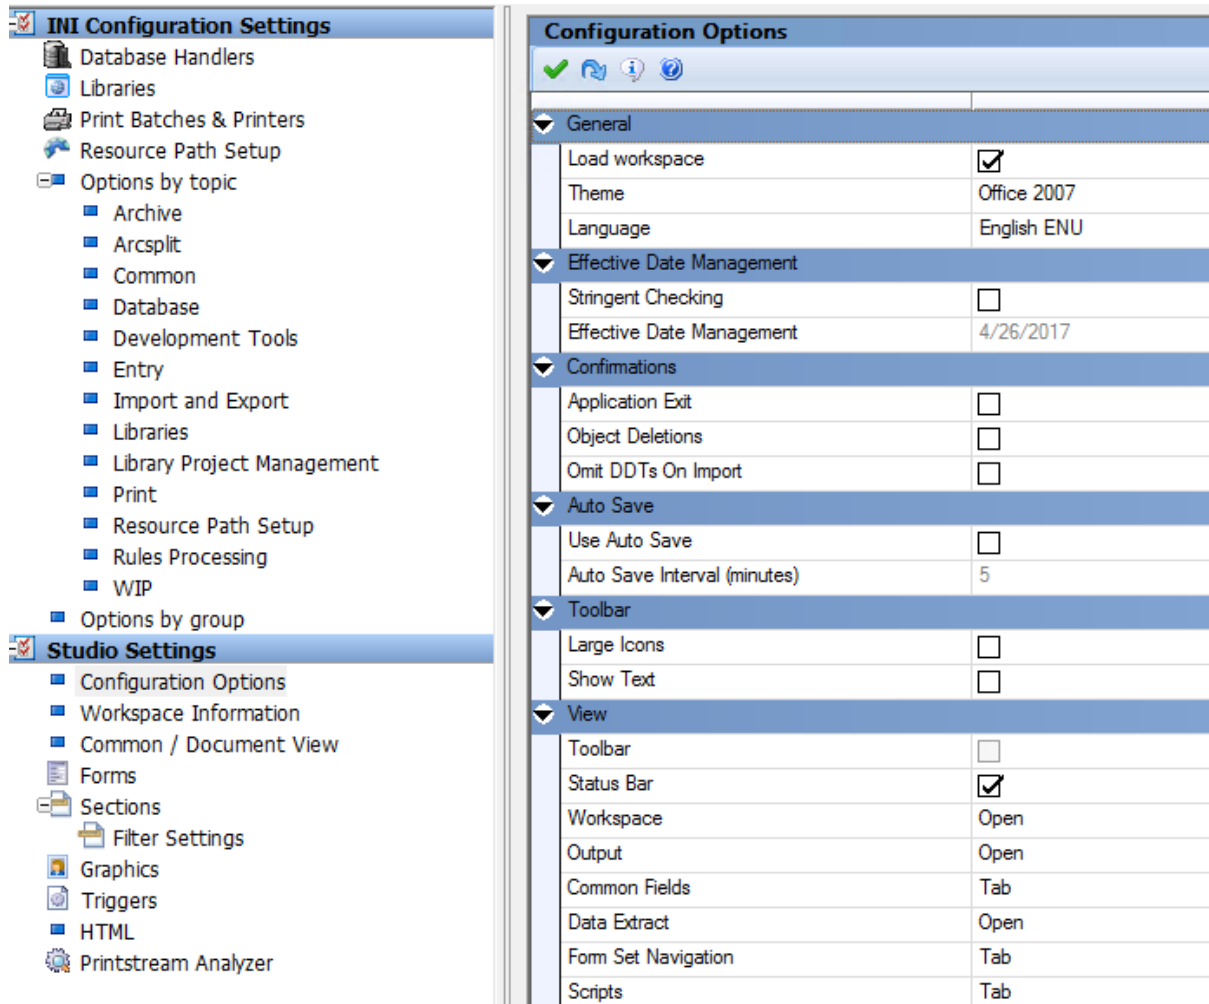 INI Configuration Settings
Database Handlers
Libraries
Print Batches & Printers
Resource Path Setup
Options by topic
Archive
Arcsplit
Common
Database
Development Tools
Entry
Import and Export
Libraries
Library Project Management
Print
Resource Path Setup
Rules Processing
WIP
Options by group
Studio Settings
Configuration Options
Workspace Information
Common / Document View
Forms
Sections
Filter Settings
Graphics
Triggers
HTML
Printstream Analyzer
Configuration Options
General
Load workspace
Theme Office 2007
Language English ENU
Effective Date Management
Stringent Checking
Effective Date Management 4/26/2017
Confirmations
Application Exit
Object Deletions
Omit DDTs On Import
Auto Save
Use Auto Save
Auto Save Interval (minutes) 5
Toolbar
Large Icons
Show Text
View
Toolbar
Status Bar
Workspace Open
Output Open
Common Fields Tab
Data Extract Open
Form Set Navigation Tab
Scripts Tab